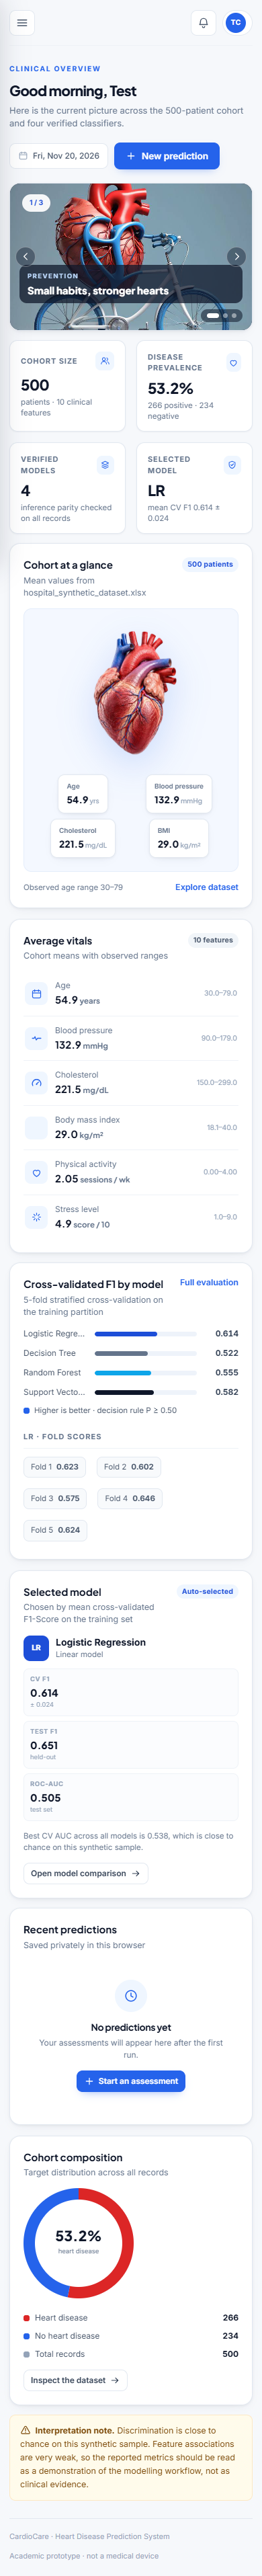 TC
CLINICAL OVERVIEW
Good morning, Test
Here is the current picture across the 500-patient cohort
and four verified classifiers.
Fri, Nov 20, 2026
New prediction
1 / 3
PREVENTION
Small habits, stronger hearts
COHORT SIZE
500
patients · 10 clinical
features
DISEASE
PREVALENCE
53.2%
266 positive · 234
negative
VERIFIED
MODELS
4
inference parity checked
on all records
SELECTED
MODEL
LR
mean CV F1 0.614 ±
0.024
Cohort at a glance
500 patients
Mean values from
hospital_synthetic_dataset.xlsx
Age
54.9 yrs
Blood pressure
132.9 mmHg
Cholesterol
221.5 mg/dL
BMI
29.0 kg/m²
Observed age range 30–79
Explore dataset
Average vitals
10 features
Cohort means with observed ranges
Age
54.9 years
30.0–79.0
Blood pressure
132.9 mmHg
90.0–179.0
Cholesterol
221.5 mg/dL
150.0–299.0
Body mass index
29.0 kg/m²
18.1–40.0
Physical activity
2.05 sessions / wk
0.00–4.00
Stress level
4.9 score / 10
1.0–9.0
Cross-validated F1 by model
Full evaluation
5-fold stratified cross-validation on
the training partition
Logistic Regre... 0.614
Decision Tree 0.522
Random Forest 0.555
Support Vecto... 0.582
Higher is better · decision rule P ≥ 0.50
LR · FOLD SCORES
Fold 1 0.623
Fold 2 0.602
Fold 3 0.575
Fold 4 0.646
Fold 5 0.624
Selected model
Auto-selected
Chosen by mean cross-validated
F1-Score on the training set
LR
Logistic Regression
Linear model
CV F1
0.614
± 0.024
TEST F1
0.651
held-out
ROC-AUC
0.505
test set
Best CV AUC across all models is 0.538, which is close to
chance on this synthetic sample.
Open model comparison →
Recent predictions
Saved privately in this browser
No predictions yet
Your assessments will appear here after the first
run.
Start an assessment
Cohort composition
Target distribution across all records
53.2%
heart disease
Heart disease 266
No heart disease 234
Total records 500
Inspect the dataset →
Interpretation note. Discrimination is close to
chance on this synthetic sample. Feature associations
are very weak, so the reported metrics should be read
as a demonstration of the modelling workflow, not as
clinical evidence.
CardioCare · Heart Disease Prediction System
Academic prototype · not a medical device